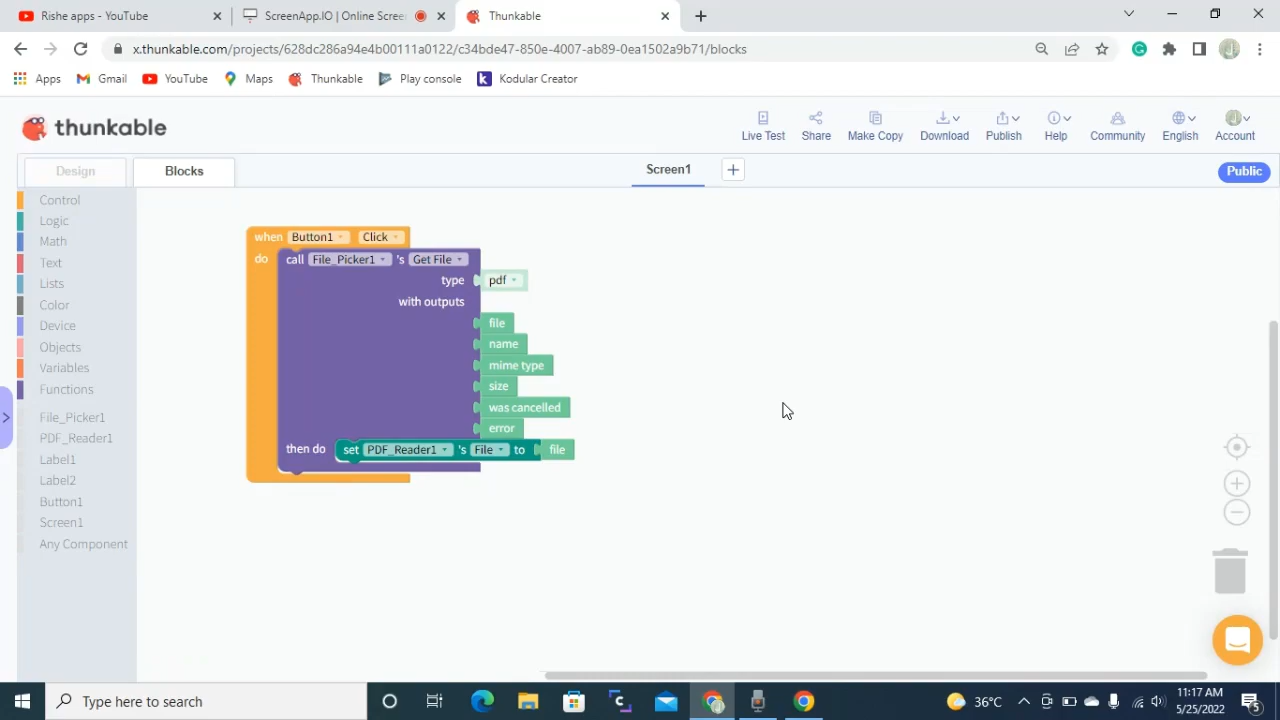 Rishe apps - YouTube
ScreenApp.IO | Online Screen
Thunkable
x.thunkable.com/projects/628dc286a94e4b00111a0122/c34bde47-850e-4007-ab89-0ea1502a9b71/blocks
Apps
Gmail
YouTube
Maps
Thunkable
Play console
Kodular Creator
thunkable
Live Test
Share
Make Copy
Download
Publish
Help
Community
English
Account
Design
Blocks
Screen1
Public
Control
Logic
Math
Text
Lists
Color
Device
Objects
Variables
Functions
File_Picker1
PDF_Reader1
Label1
Label2
Button1
Screen1
Any Component
when Button1 Click
do call File_Picker1 's Get File
type pdf
with outputs
file
name
mime type
size
was cancelled
error
then do set PDF_Reader1 's File to file
Type here to search
36°C
11:17 AM
5/25/2022
5